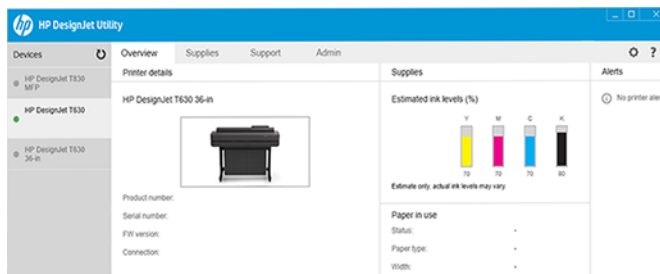 hp HP DesignJet Utility
Devices
HP DesignJet T830
MFP
HP DesignJet T630
HP DesignJet T630
36-in
Overview Supplies Support Admin
?
Printer details
HP DesignJet T630 36-in
Product number:
Serial number:
FW version:
Connection:
Supplies
Estimated ink levels (%)
Y M C K
70 70 70 80
Estimate only, actual ink levels may vary.
Paper in use
Status: -
Paper type: -
Width: -
Alerts
No printer aler